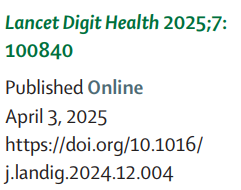 Lancet Digit Health 2025;7:
100840
Published Online
April 3, 2025
https://doi.org/10.1016/
j.landig.2024.12.004